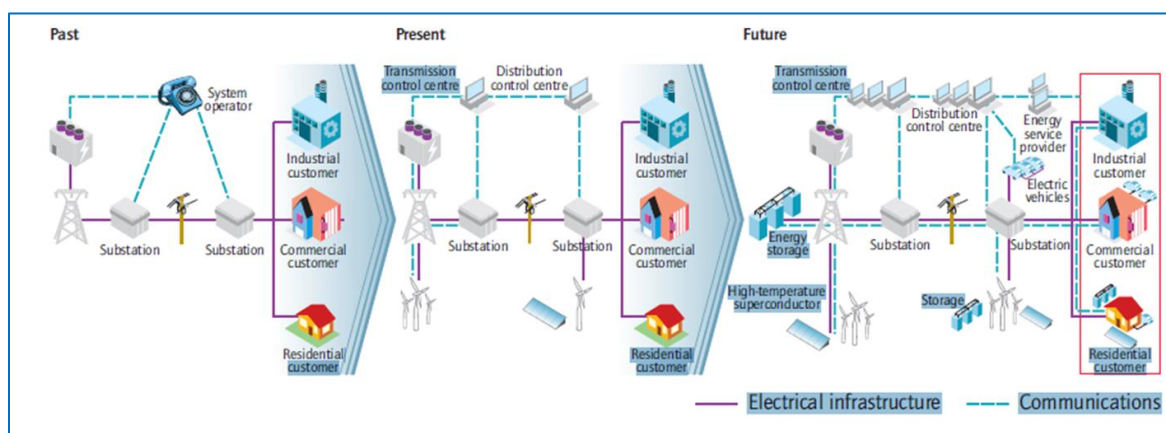 Past
System
operator
Industrial
customer
Substation
Substation
Commercial
customer
Residential
customer
Present
Transmission
control centre
Distribution
control centre
Industrial
customer
Substation
Substation
Commercial
customer
Residential
customer
Future
Transmission
control centre
Distribution
control centre
Energy
service
provider
Industrial
customer
Electric
vehicles
Energy
storage
Substation
Substation
Commercial
customer
High-temperature
superconductor
Storage
Residential
customer
Electrical infrastructure
Communications